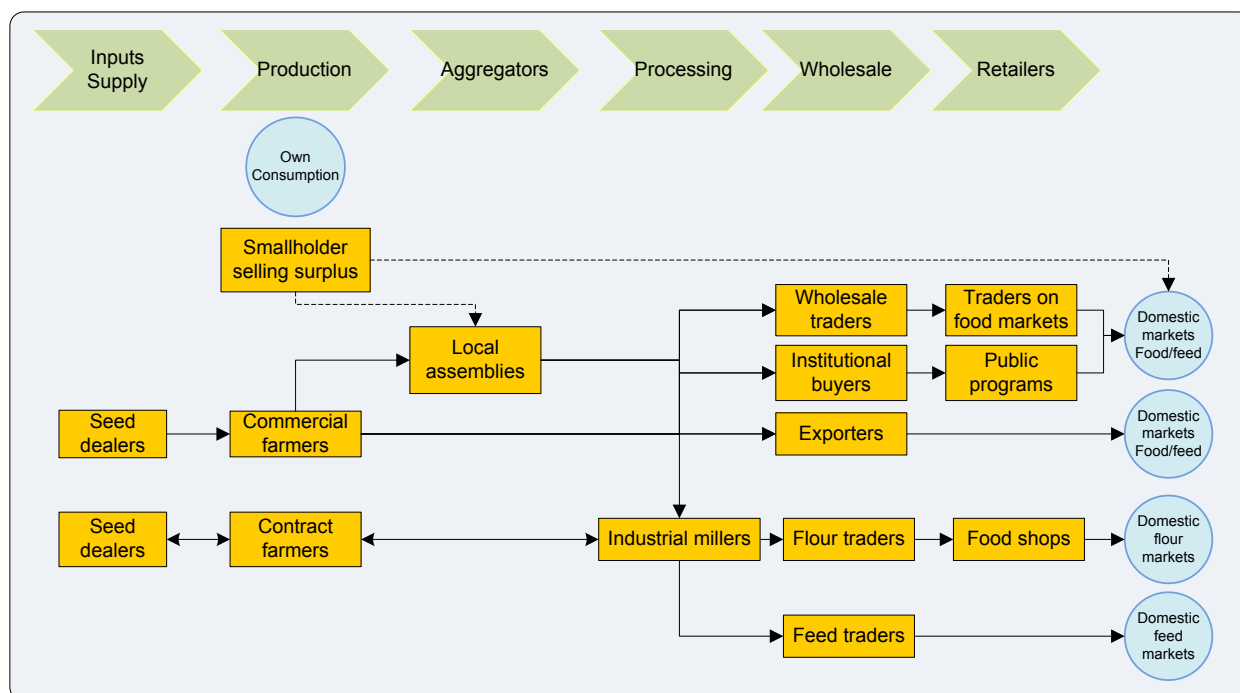 Inputs
Supply
Production
Aggregators
Processing
Wholesale
Retailers
Own
Consumption
Smallholder
selling surplus
Wholesale
traders
Traders on
food markets
Domestic
markets
Food/feed
Local
assemblies
Institutional
buyers
Public
programs
Seed
dealers
Commercial
farmers
Exporters
Domestic
markets
Food/feed
Seed
dealers
Contract
farmers
Industrial millers
Flour traders
Food shops
Domestic
flour
markets
Feed traders
Domestic
feed
markets